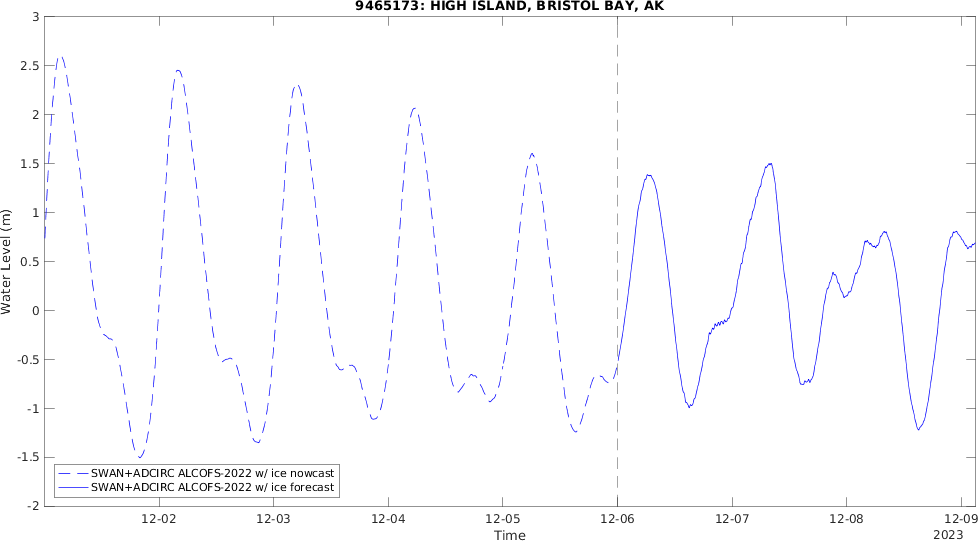 9465173: HIGH ISLAND, BRISTOL BAY, AK
3
2.5
2
1.5
1
0.5
0
-0.5
-1
-1.5
-2
Water Level (m)
SWAN+ADCIRC ALCOFS-2022 w/ ice nowcast
SWAN+ADCIRC ALCOFS-2022 w/ ice forecast
12-02 12-03 12-04 12-05 12-06 12-07 12-08 12-09
Time
2023